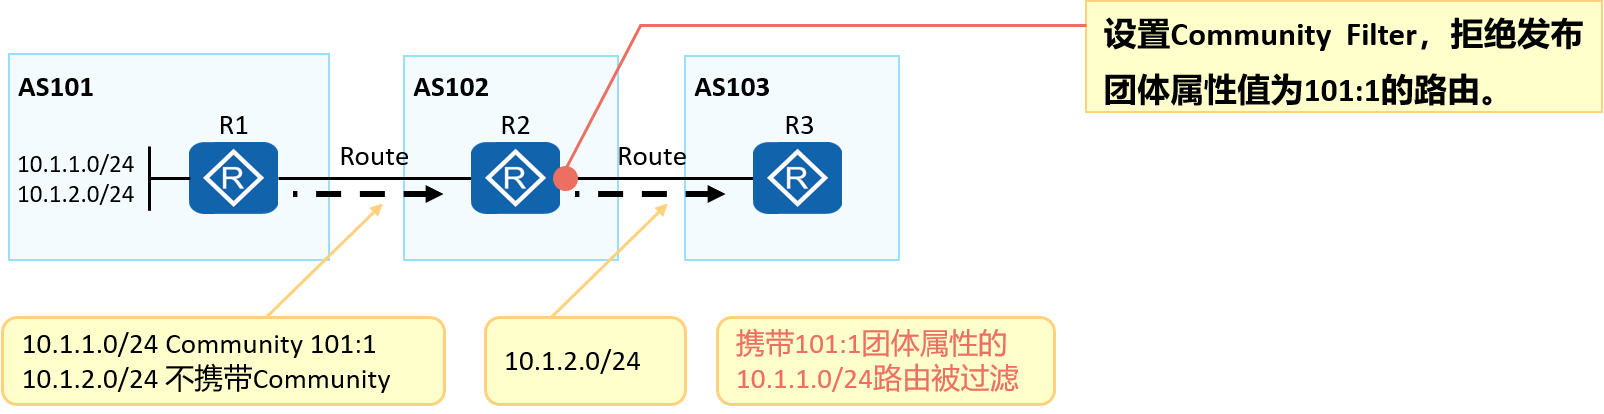 设置Community Filter，拒绝发布
团体属性值为101:1的路由。
AS101
AS102
AS103
R1
R2
R3
10.1.1.0/24
10.1.2.0/24
Route
Route
R
R
R
10.1.1.0/24 Community 101:1
10.1.2.0/24 不携带Community
10.1.2.0/24
携带101:1团体属性的
10.1.1.0/24路由被过滤